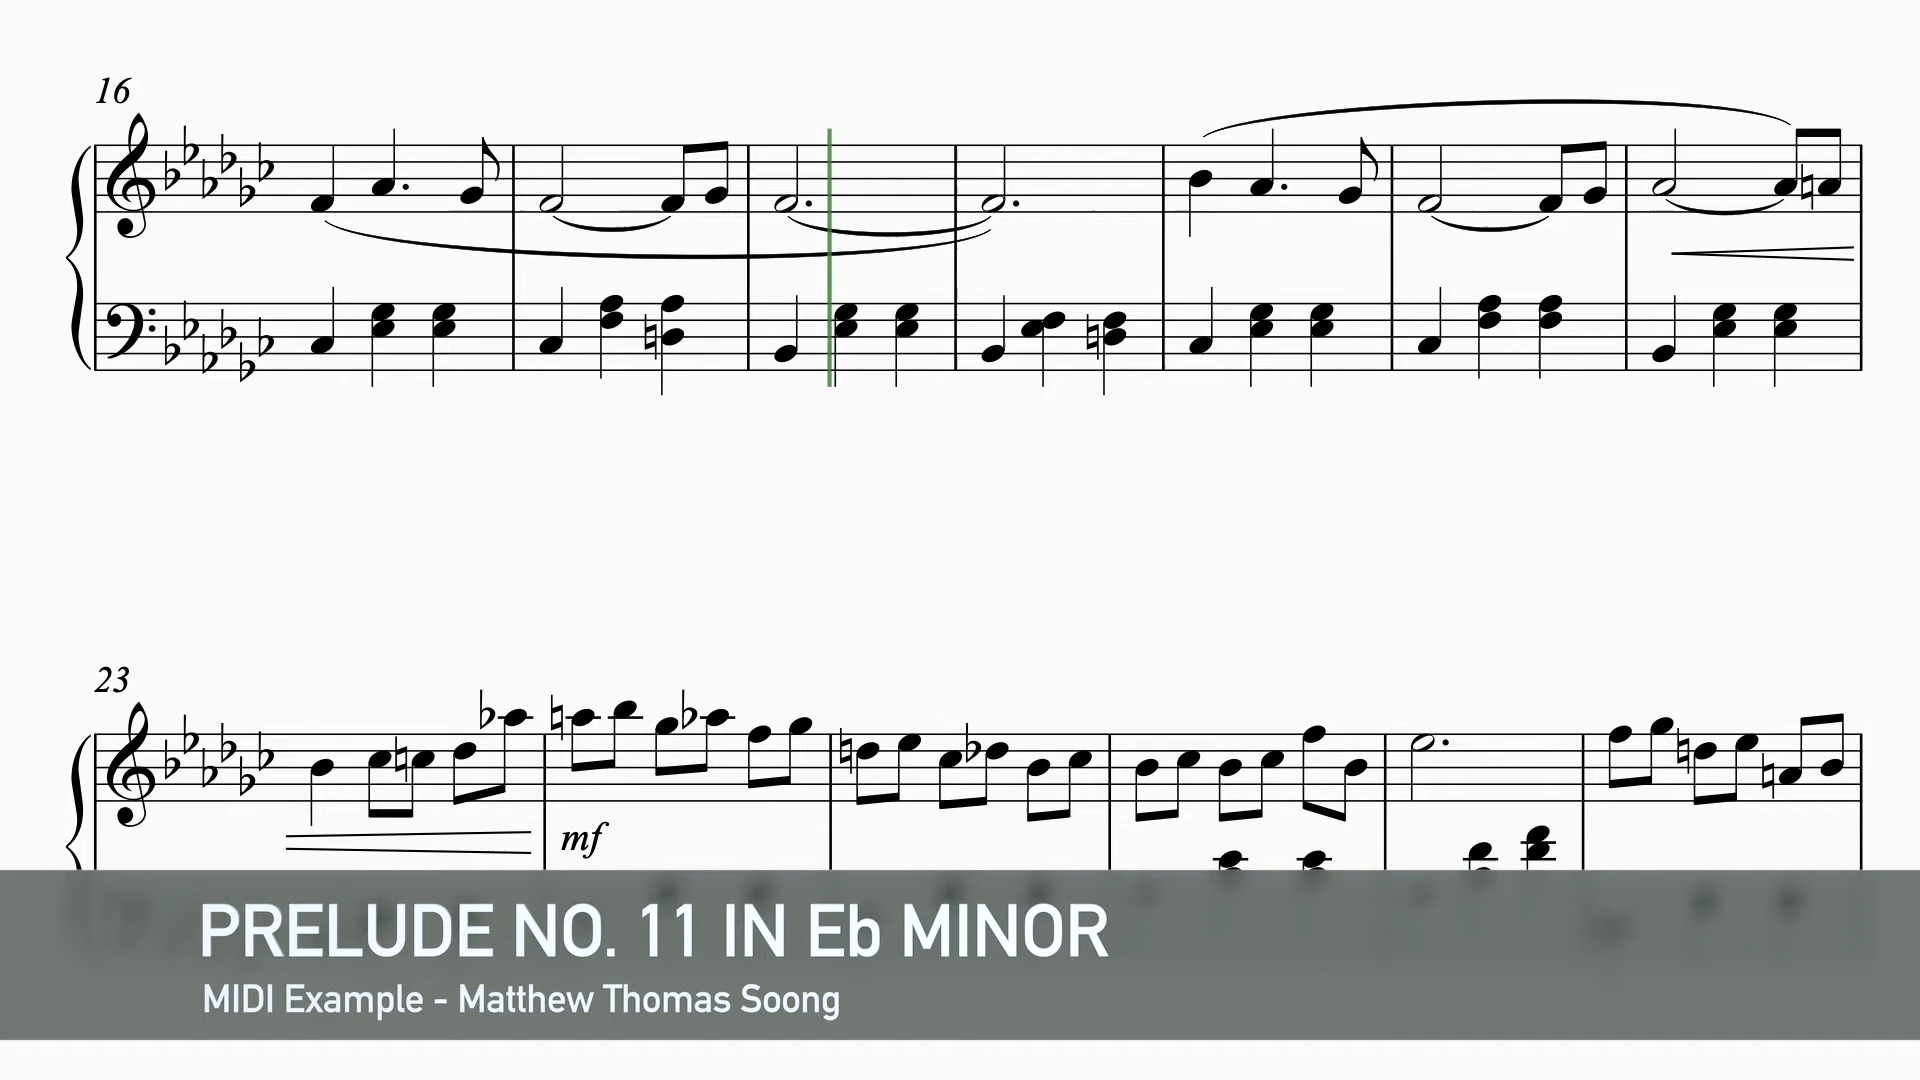 16
23
mf
PRELUDE NO. 11 IN Eb MINOR
MIDI Example - Matthew Thomas Soong